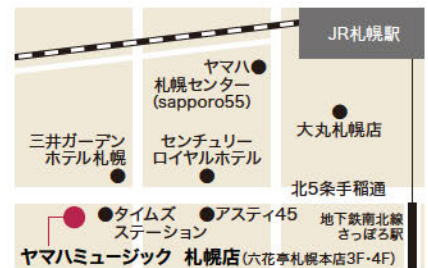 JR札幌駅
ヤマハ●
札幌センター
(sapporo55)
●
大丸札幌店
三井ガーデン
ホテル札幌
●
センチュリー
ロイヤルホテル
●
北5条手稲通
●タイムズ
ステーション
●アスティ45
地下鉄南北線
さっぽろ駅
ヤマハミュージック 札幌店(六花亭札幌本店3F・4F)